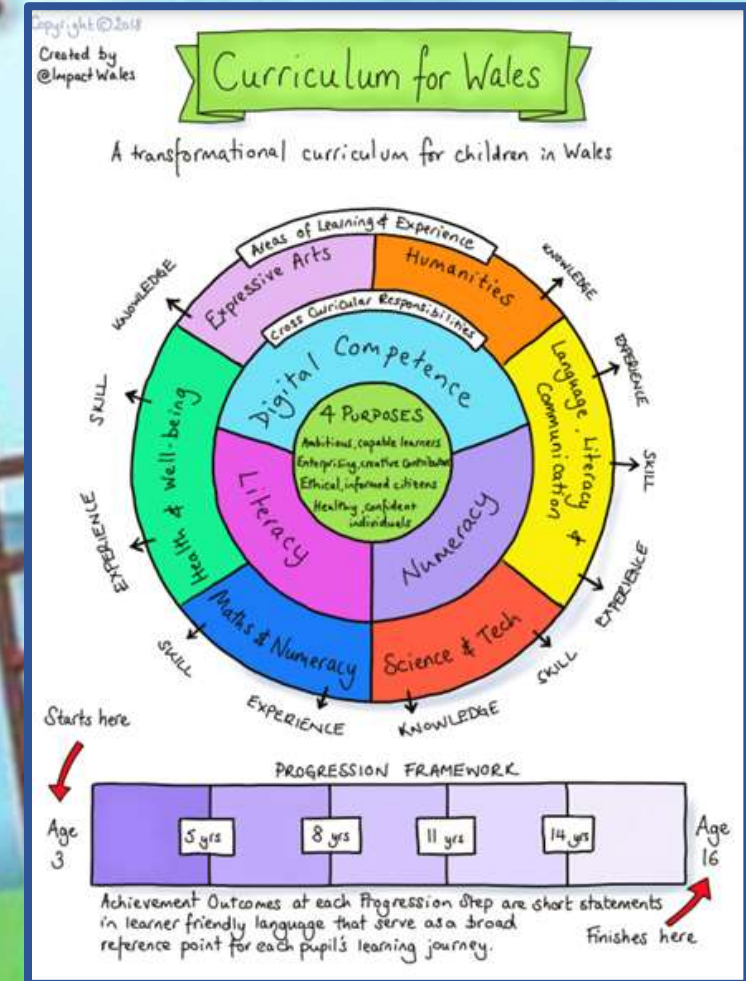 Copyright © 2018
Created by
@ImpactWales
Curriculum for Wales
A transformational curriculum for children in Wales
Areas of Learning & Experience
Expressive Arts
Humanities
Cross Curricular Responsibilities
Digital Competence
KNOWLEDGE
KNOWLEDGE
SKILL
EXPERIENCE
Health & Well-being
Language, Literacy &
Communication
EXPERIENCE
SKILL
EXPERIENCE
4 PURPOSES
Ambitious, capable learners
Enterprising, creative contributors
Ethical, informed citizens
Healthy, confident
individuals
Literacy
Numeracy
Maths & Numeracy
Science & Tech
SKILL
EXPERIENCE
KNOWLEDGE
SKILL
Starts here
PROGRESSION FRAMEWORK
Age
3
5 yrs
8 yrs
11 yrs
14 yrs
Age
16
Achievement Outcomes at each Progression Step are short statements
in learner friendly language that serve as a broad
reference point for each pupil's learning journey.
Finishes here